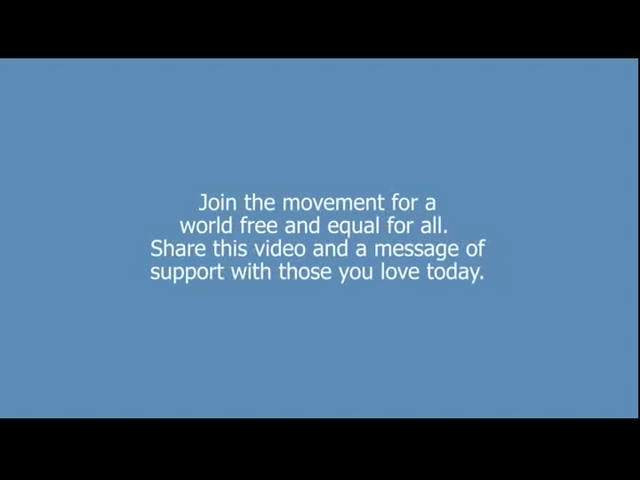 Join the movement for a
world free and equal for all.
Share this video and a message of
support with those you love today.